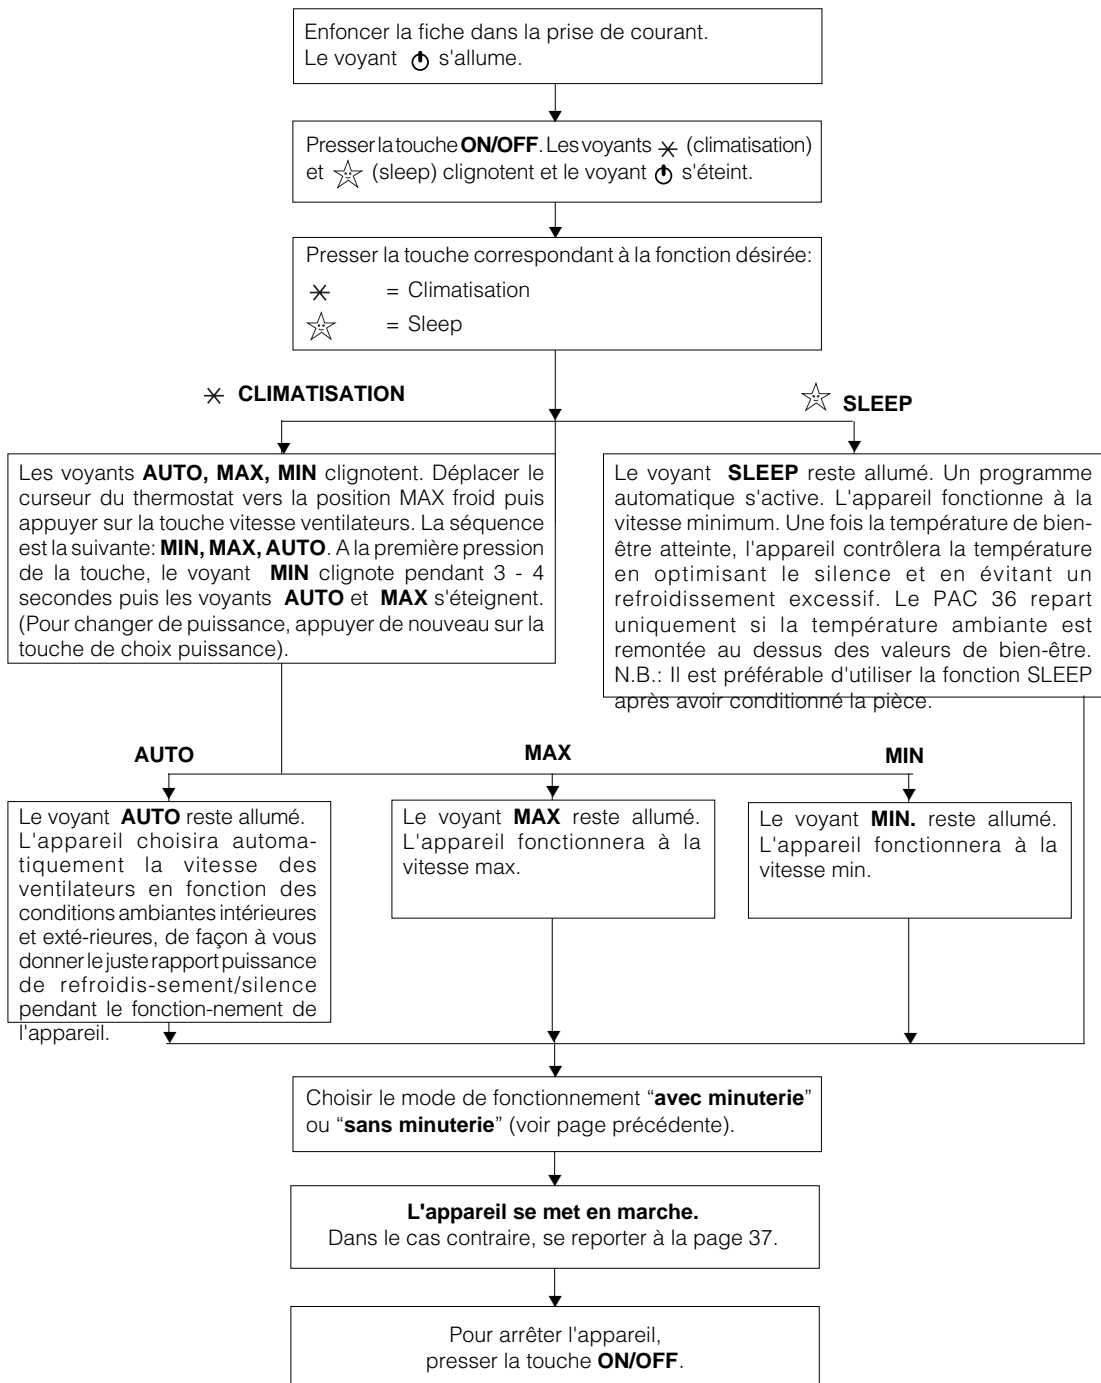 Enfoncer la fiche dans la prise de courant.
Le voyant s'allume.
Presser la touche ON/OFF. Les voyants (climatisation)
et (sleep) clignotent et le voyant s'éteint.
Presser la touche correspondant à la fonction désirée:
= Climatisation
= Sleep
CLIMATISATION
SLEEP
Les voyants AUTO, MAX, MIN clignotent. Déplacer le
curseur du thermostat vers la position MAX froid puis
appuyer sur la touche vitesse ventilateurs. La séquence
est la suivante: MIN, MAX, AUTO. A la première pression
de la touche, le voyant MIN clignote pendant 3 - 4
secondes puis les voyants AUTO et MAX s'éteignent.
(Pour changer de puissance, appuyer de nouveau sur la
touche de choix puissance).
Le voyant SLEEP reste allumé. Un programme
automatique s'active. L'appareil fonctionne à la
vitesse minimum. Une fois la température de bien-
être atteinte, l'appareil contrôlera la température
en optimisant le silence et en évitant un
refroidissement excessif. Le PAC 36 repart
uniquement si la température ambiante est
remontée au dessus des valeurs de bien-être.
N.B.: Il est préférable d'utiliser la fonction SLEEP
après avoir conditionné la pièce.
AUTO
MAX
MIN
Le voyant AUTO reste allumé.
L'appareil choisira automa-
tiquement la vitesse des
ventilateurs en fonction des
conditions ambiantes intérieures
et exté-rieures, de façon à vous
donner le juste rapport puissance
de refroidis-sement/silence
pendant le fonction-nement de
l'appareil.
Le voyant MAX reste allumé.
L'appareil fonctionnera à la
vitesse max.
Le voyant MIN. reste allumé.
L'appareil fonctionnera à la
vitesse min.
Choisir le mode de fonctionnement “avec minuterie”
ou “sans minuterie” (voir page précédente).
L'appareil se met en marche.
Dans le cas contraire, se reporter à la page 37.
Pour arrêter l'appareil,
presser la touche ON/OFF.